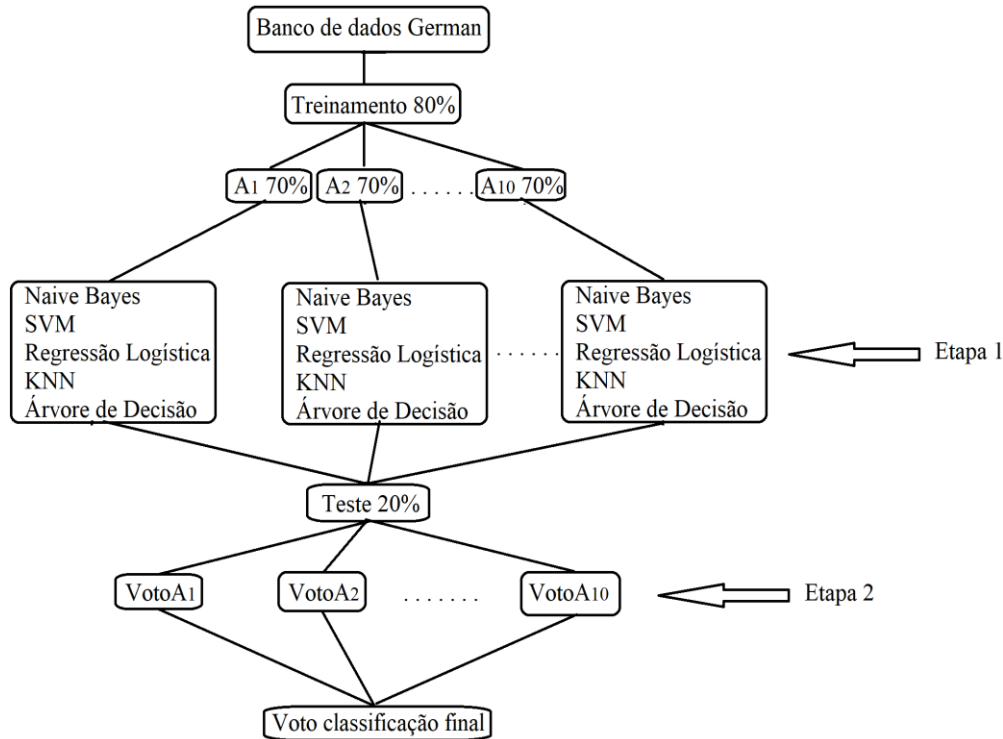 Banco de dados German
Treinamento 80%
A1 70%
A2 70%
. . . . . .
A10 70%
Naive Bayes
SVM
Regressão Logística
KNN
Árvore de Decisão
Naive Bayes
SVM
Regressão Logística
KNN
Árvore de Decisão
. . . . . .
Naive Bayes
SVM
Regressão Logística
KNN
Árvore de Decisão
Etapa 1
Teste 20%
VotoA1
VotoA2
. . . . . . .
VotoA10
Etapa 2
Voto classificação final